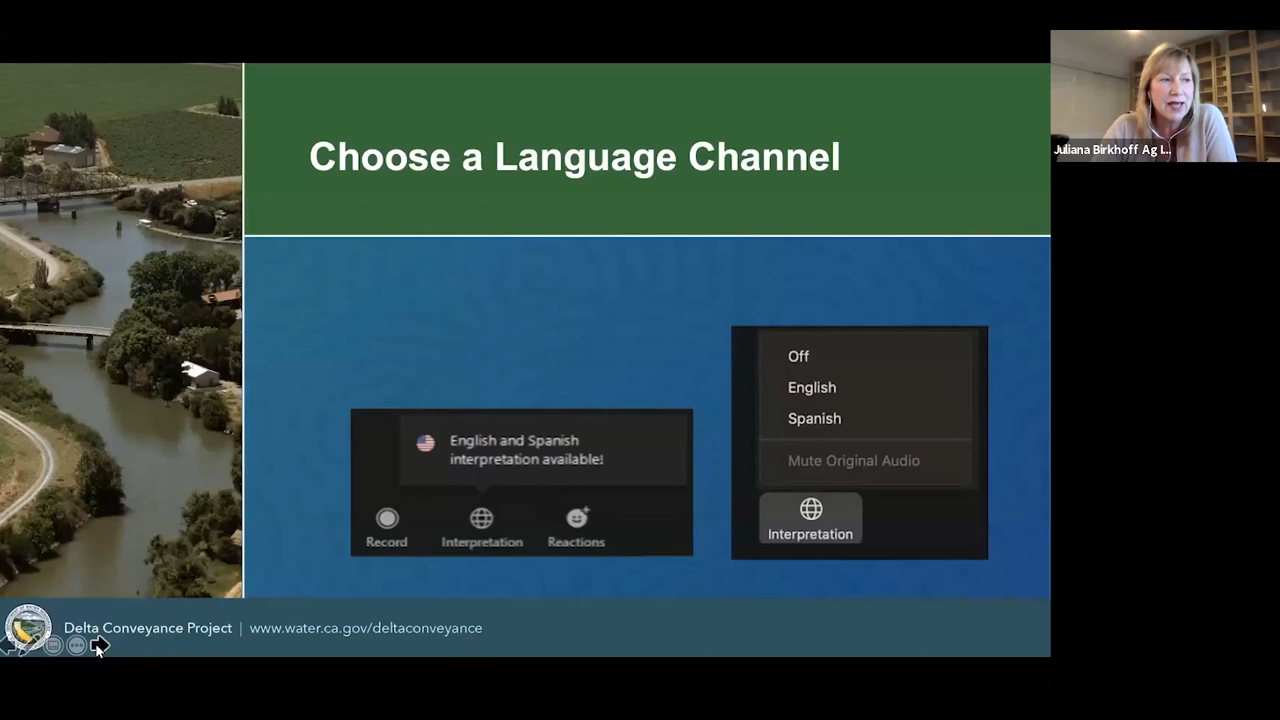 Choose a Language Channel
Juliana Birkhoff Ag I...
Off
English
Spanish
Mute Original Audio
Interpretation
English and Spanish
interpretation available!
Record
Interpretation
Reactions
Delta Conveyance Project | www.water.ca.gov/deltaconveyance